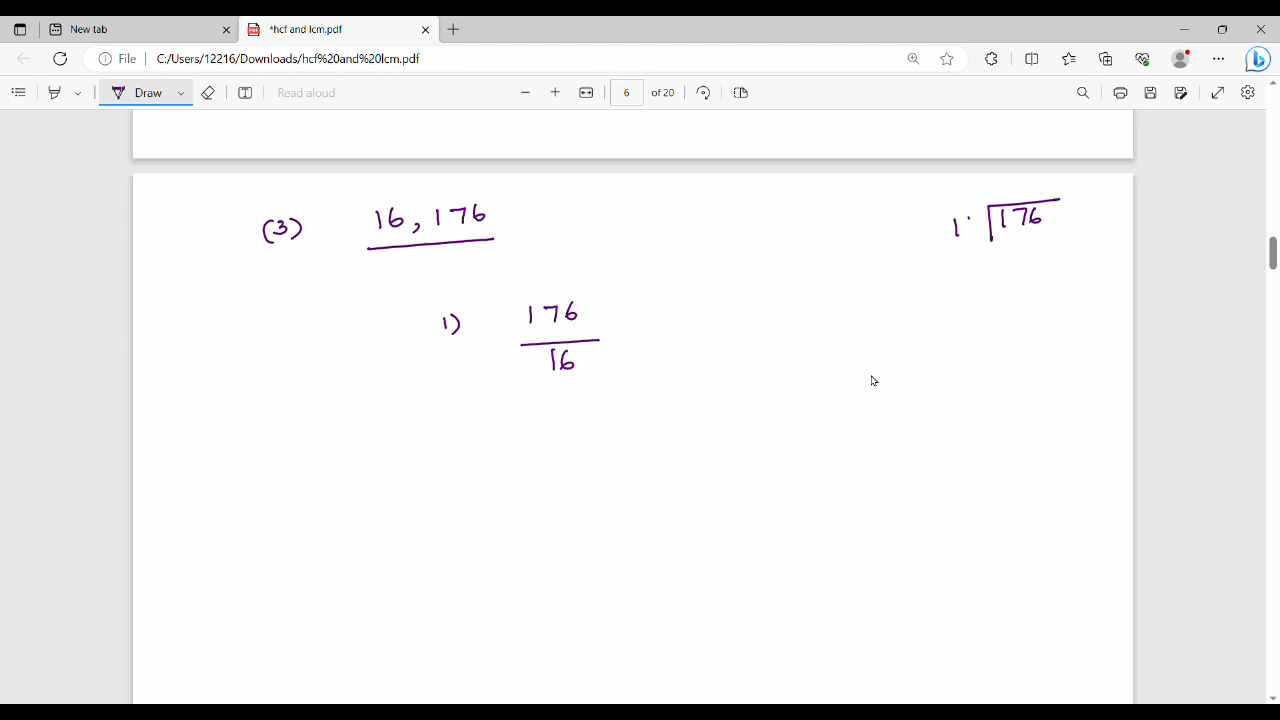 New tab
*hcf and lcm.pdf
File
C:/Users/12216/Downloads/hcf%20and%20lcm.pdf
Draw
Read aloud
6 of 20
(3) 16, 176
1) 176
16
1. 176